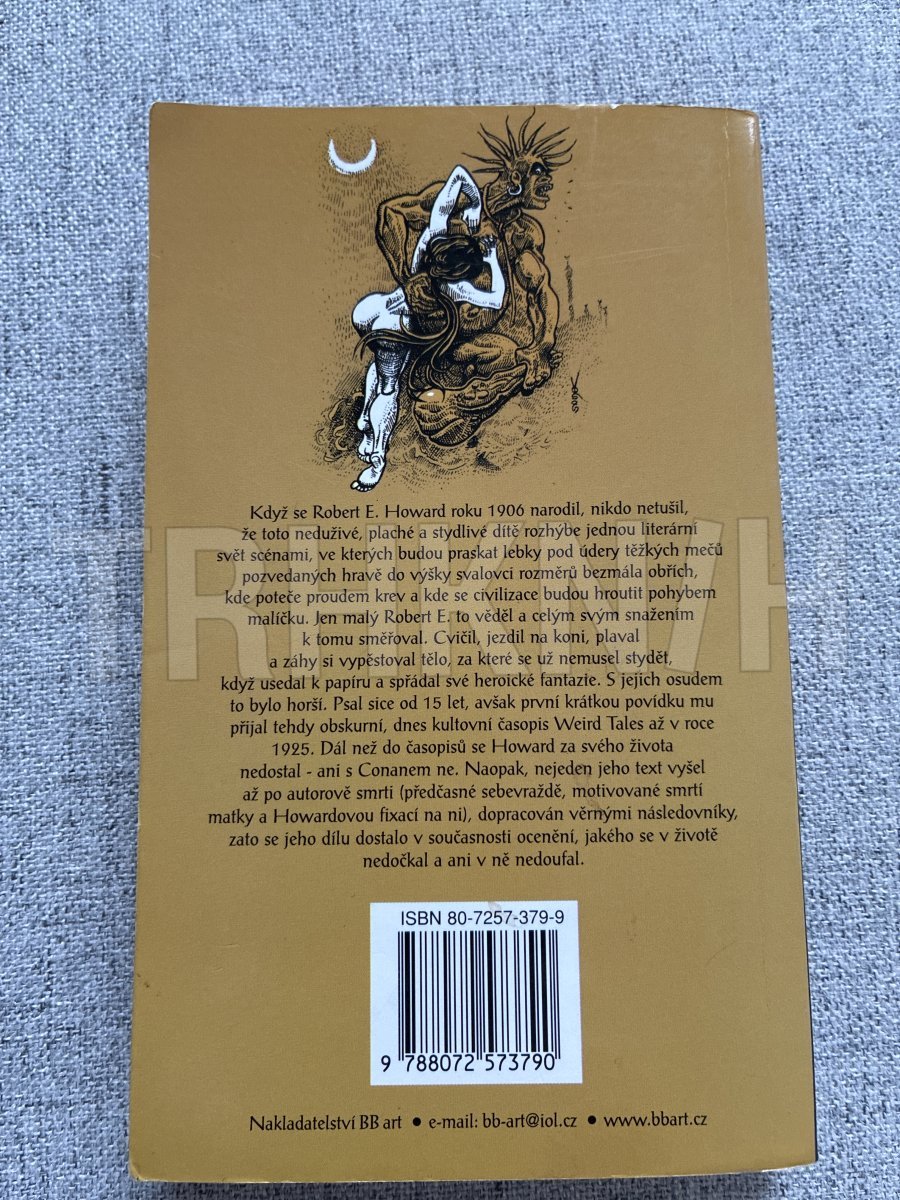 Když se Robert E. Howard roku 1906 narodil, nikdo netušil,
že toto neduživé, plaché a stydlivé dítě rozhýbe jednou literární
svět scénami, ve kterých budou praskat lebky pod údery těžkých mečů
pozvedaných hravě do výšky svalovci rozměrů bezmála obřích,
kde poteče proudem krev a kde se civilizace budou hroutit pohybem
malíčku. Jen malý Robert E. to věděl a celým svým snažením
k tomu směřoval. Cvičil, jezdil na koni, plaval
a záhy si vypěstoval tělo, za které se už nemusel stydět,
když usedal k papíru a spřádal své heroické fantazie. S jejich osudem
to bylo horší. Psal sice od 15 let, avšak první krátkou povídku mu
přijal tehdy obskurní, dnes kultovní časopis Weird Tales až v roce
1925. Dál než do časopisů se Howard za svého života
nedostal - ani s Conanem ne. Naopak, nejeden jeho text vyšel
až po autorově smrti (předčasné sebevraždě, motivované smrtí
matky a Howardovou fixací na ni), dopracován věrnými následovníky,
zato se jeho dílu dostalo v současnosti ocenění, jakého se v životě
nedočkal a ani v ně nedoufal.
TRHKNIH
ISBN 80-7257-379-9
9 788072 573790
Nakladatelství BB art • e-mail: bb-art@iol.cz • www.bbart.cz